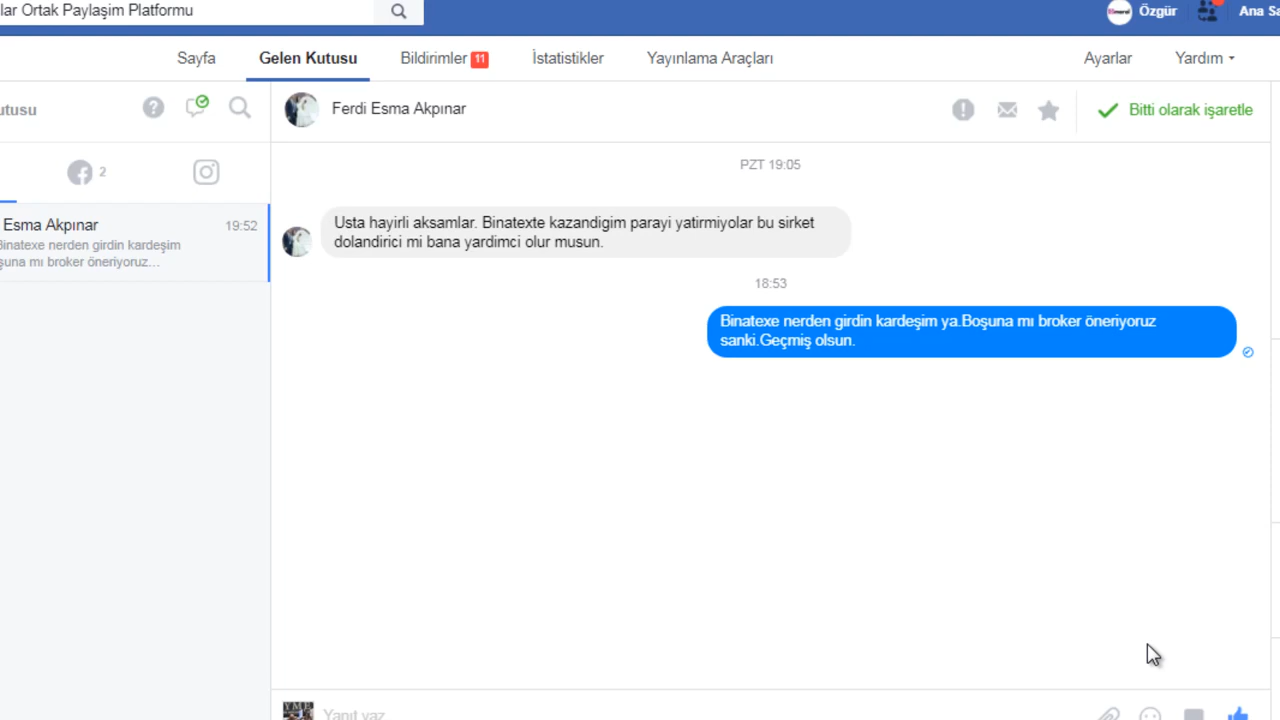 lar Ortak Paylaşim Platformu
Özgür
Ana Sa
Sayfa
Gelen Kutusu
Bildirimler 11
İstatistikler
Yayınlama Araçları
Ayarlar
Yardım
utusu
Ferdi Esma Akpınar
Bitti olarak işaretle
2
Esma Akpınar
19:52
Binatexe nerden girdin kardeşim
şuna mı broker öneriyoruz...
PZT 19:05
Usta hayirli aksamlar. Binatexte kazandigim parayi yatirmiyolar bu sirket
dolandirici mi bana yardimci olur musun.
18:53
Binatexe nerden girdin kardeşim ya.Boşuna mı broker öneriyoruz
sanki.Geçmiş olsun.
Yanıt yaz